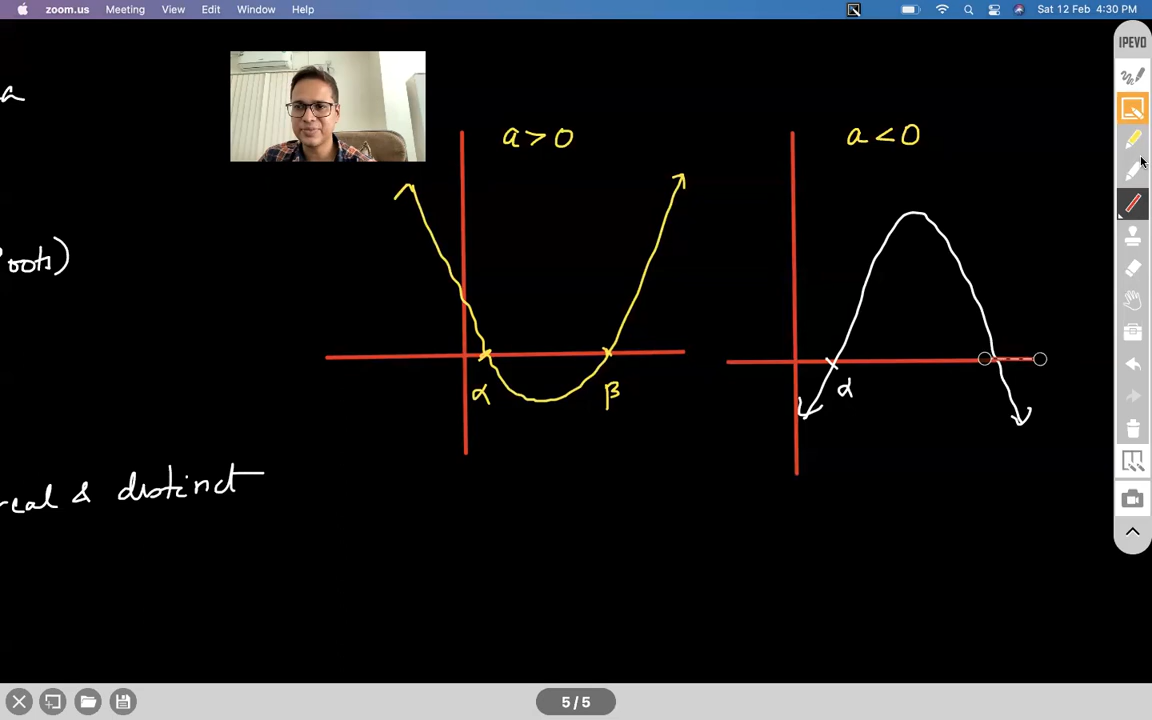 zoom.us Meeting View Edit Window Help Sat 12 Feb 4:30 PM
IPEVO
a
a > 0
a < 0
oots)
α β
α
real & distinct
5 / 5